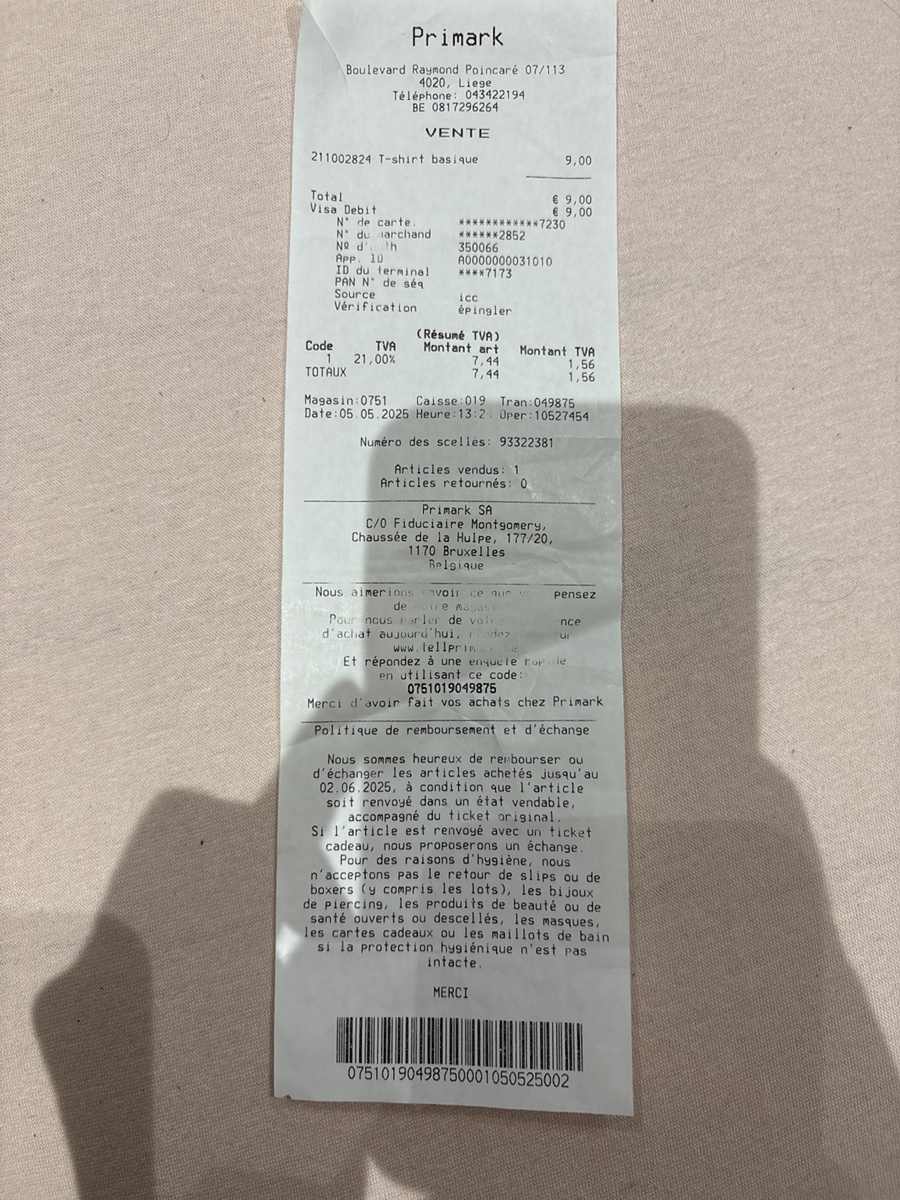 Primark
Boulevard Raymond Poincaré 07/113
4020, Liege
Téléphone: 043422194
BE 0817296264
VENTE
211002824 T-shirt basique 9,00
Total € 9,00
Visa Debit € 9,00
N° de carte. ************7230
N° du marchand ******2852
Nº 350066
App. ID A0000000031010
ID du terminal ****7173
PAN N° de séq
Source icc
Vérification épingler
(Résumé TVA)
Code TVA Montant art Montant TVA
1 21,00% 7,44 1,56
TOTAUX 7,44 1,56
Magasin:0751 Caisse:019 Tran:049875
Date:05.05.2025 Oper:10527454
Numéro des scellés: 93322381
Articles vendus: 1
Articles retournés: 0
Primark SA
C/O Fiduciaire Montgomery,
Chaussée de la Hulpe, 177/20,
1170 Bruxelles
Belgique
Nous aimerions savoir ce que pensez
de
Pour nous parler de
d'achat aujourd'hui,
Et répondez à une enquête rapide
en utilisant ce code:
0751019049875
Merci d'avoir fait vos achats chez Primark
Politique de remboursement et d'échange
Nous sommes heureux de rembourser ou
d'échanger les articles achetés jusqu'au
02.06.2025, à condition que l'article
soit renvoyé dans un état vendable,
accompagné du ticket original.
Si l'article est renvoyé avec un ticket
cadeau, nous proposerons un échange.
Pour des raisons d'hygiène, nous
n'acceptons pas le retour de slips ou de
boxers (y compris les lots), les bijoux
de piercing, les produits de beauté ou de
santé ouverts ou descellés, les masques,
les cartes cadeaux ou les maillots de bain
si la protection hygiénique n'est pas
intacte.
MERCI
07510190498750001050525002